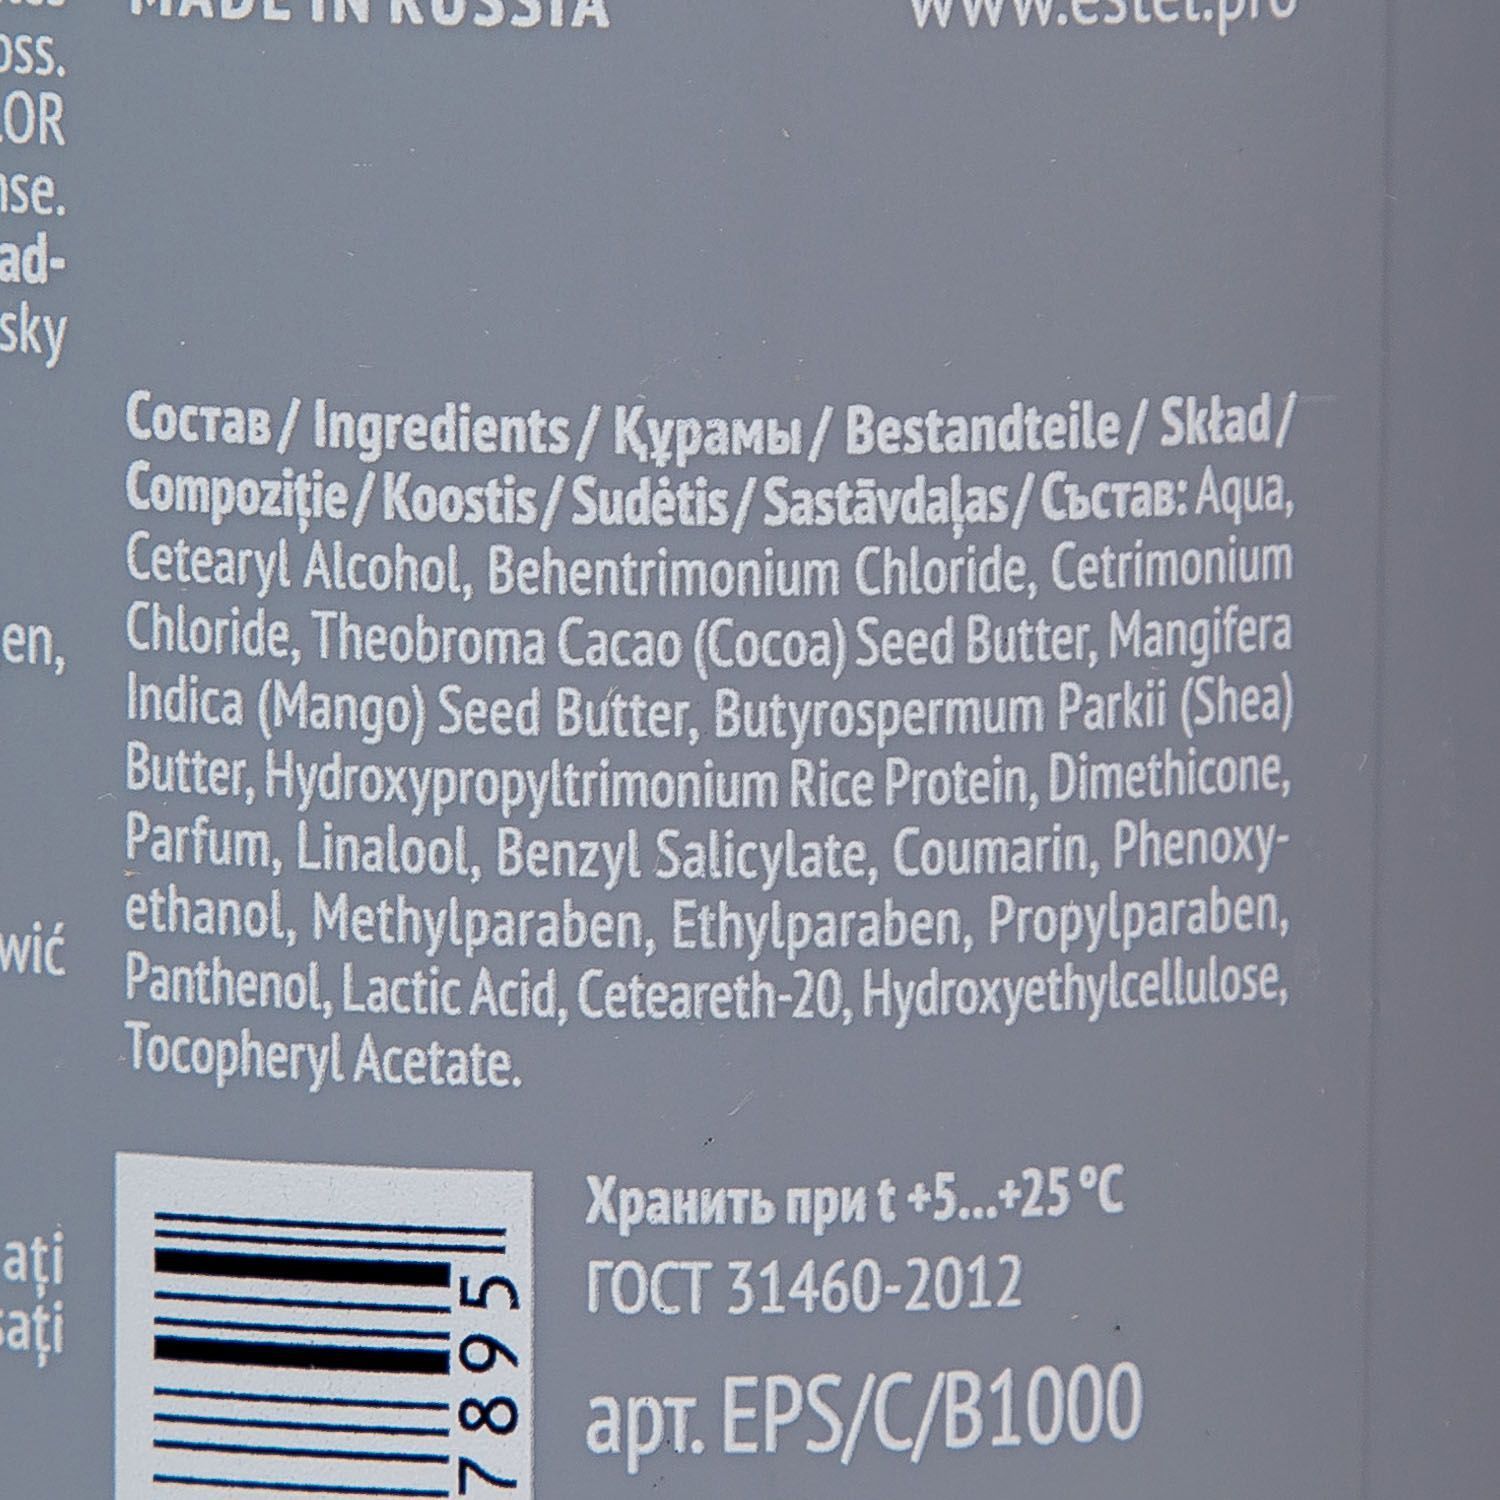 MADE IN RUSSIA
www.estel.pro
oss.
LOR
nse.
ad-
sky
en,
wić
ați
sați
Состав/ Ingredients/ Құрамы/ Bestandteile/ Skład/
Compoziție/ Koostis/ Sudėtis/ Sastāvdaļas/ Състав: Aqua,
Cetearyl Alcohol, Behentrimonium Chloride, Cetrimonium
Chloride, Theobroma Cacao (Cocoa) Seed Butter, Mangifera
Indica (Mango) Seed Butter, Butyrospermum Parkii (Shea)
Butter, Hydroxypropyltrimonium Rice Protein, Dimethicone,
Parfum, Linalool, Benzyl Salicylate, Coumarin, Phenoxy-
ethanol, Methylparaben, Ethylparaben, Propylparaben,
Panthenol, Lactic Acid, Ceteareth-20, Hydroxyethylcellulose,
Tocopheryl Acetate.
Хранить при t +5...+25 °C
ГОСТ 31460-2012
арт. EPS/C/B1000
7895